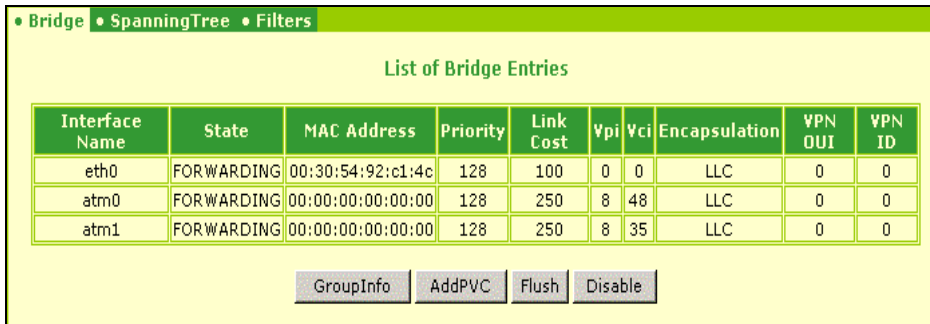 • Bridge • SpanningTree • Filters
List of Bridge Entries
Interface Name State MAC Address Priority Link Cost Vpi Vci Encapsulation VPN OUI VPN ID
eth0 FORWARDING 00:30:54:92:c1:4c 128 100 0 0 LLC 0 0
atm0 FORWARDING 00:00:00:00:00:00 128 250 8 48 LLC 0 0
atm1 FORWARDING 00:00:00:00:00:00 128 250 8 35 LLC 0 0
GroupInfo AddPVC Flush Disable